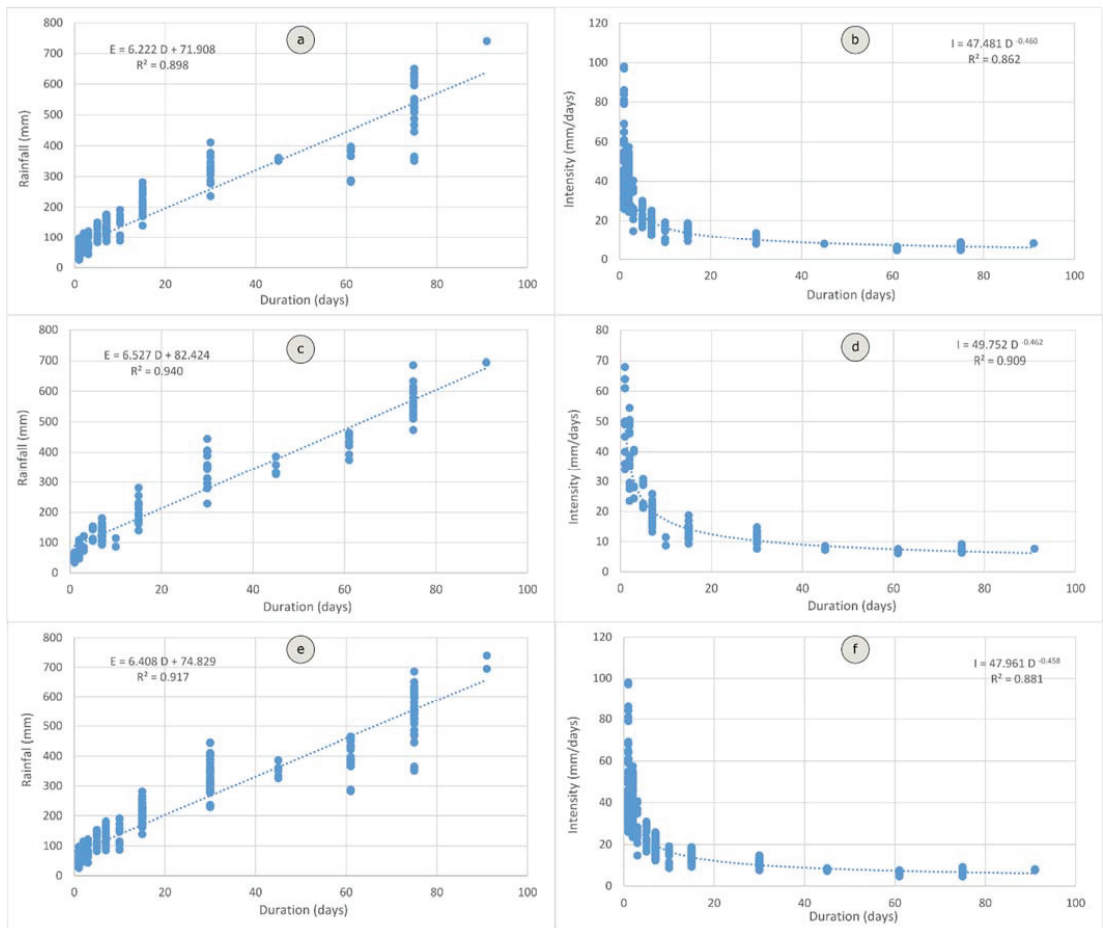 a
E = 6.222 D + 71.908
R² = 0.898
Rainfall (mm)
800
700
600
500
400
300
200
100
0
0 20 40 60 80 100
Duration (days)
b
I = 47.481 D -0.460
R² = 0.862
Intensity (mm/days)
120
100
80
60
40
20
0
0 20 40 60 80 100
Duration (days)
c
E = 6.527 D + 82.424
R² = 0.940
Rainfall (mm)
800
700
600
500
400
300
200
100
0
0 20 40 60 80 100
Duration (days)
d
I = 49.752 D -0.462
R² = 0.909
Intensity (mm/days)
80
70
60
50
40
30
20
10
0
0 20 40 60 80 100
Duration (days)
e
E = 6.408 D + 74.829
R² = 0.917
Rainfal (mm)
800
700
600
500
400
300
200
100
0
0 20 40 60 80 100
Duration (days)
f
I = 47.961 D -0.458
R² = 0.881
Intensity (mm/days)
120
100
80
60
40
20
0
0 20 40 60 80 100
Duration (days)